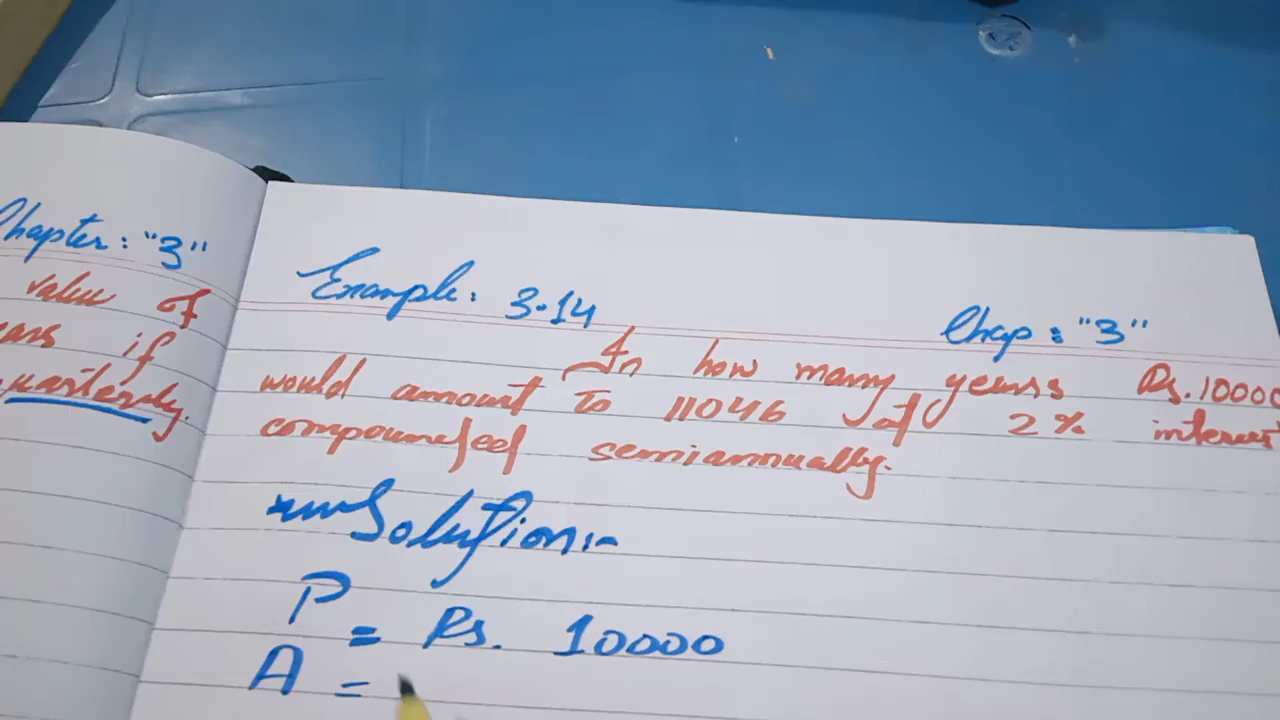 Chapter: "3"
value of
if
quarterly.
Example: 3.14
Chap: "3"
In how many years Rs. 10000
would amount to 11046 at 2% interest
compounded semiannually.
Solution:-
P = Rs. 10000
A =